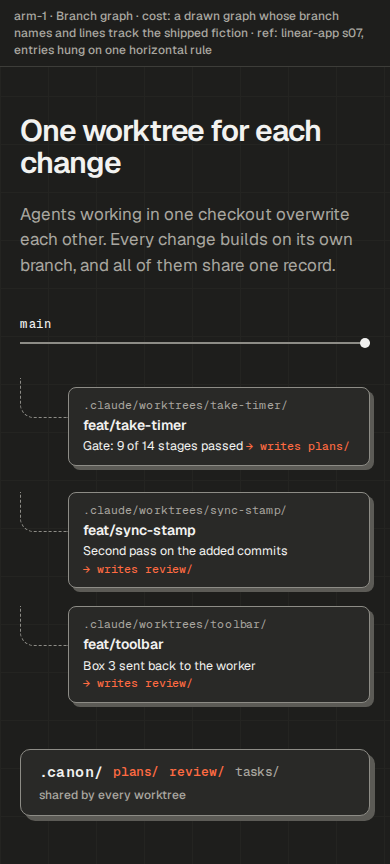 arm-1 · Branch graph · cost: a drawn graph whose branch
names and lines track the shipped fiction · ref: linear-app s07,
entries hung on one horizontal rule
One worktree for each
change
Agents working in one checkout overwrite
each other. Every change builds on its own
branch, and all of them share one record.
main
.claude/worktrees/take-timer/
feat/take-timer
Gate: 9 of 14 stages passed → writes plans/
.claude/worktrees/sync-stamp/
feat/sync-stamp
Second pass on the added commits
→ writes review/
.claude/worktrees/toolbar/
feat/toolbar
Box 3 sent back to the worker
→ writes review/
.canon/ plans/ review/ tasks/
shared by every worktree